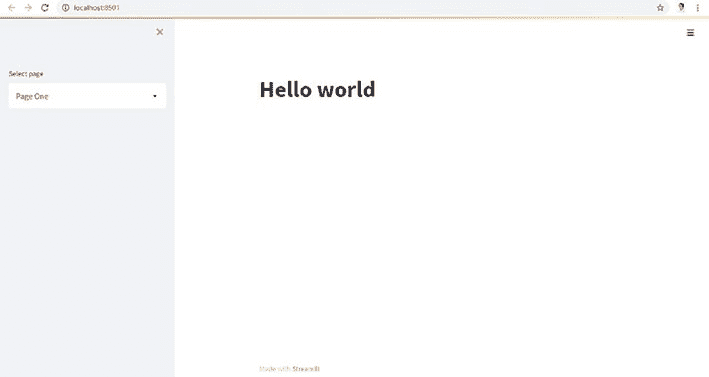 localhost:8501
Select page
Page One
Hello world
Made with Streamlit